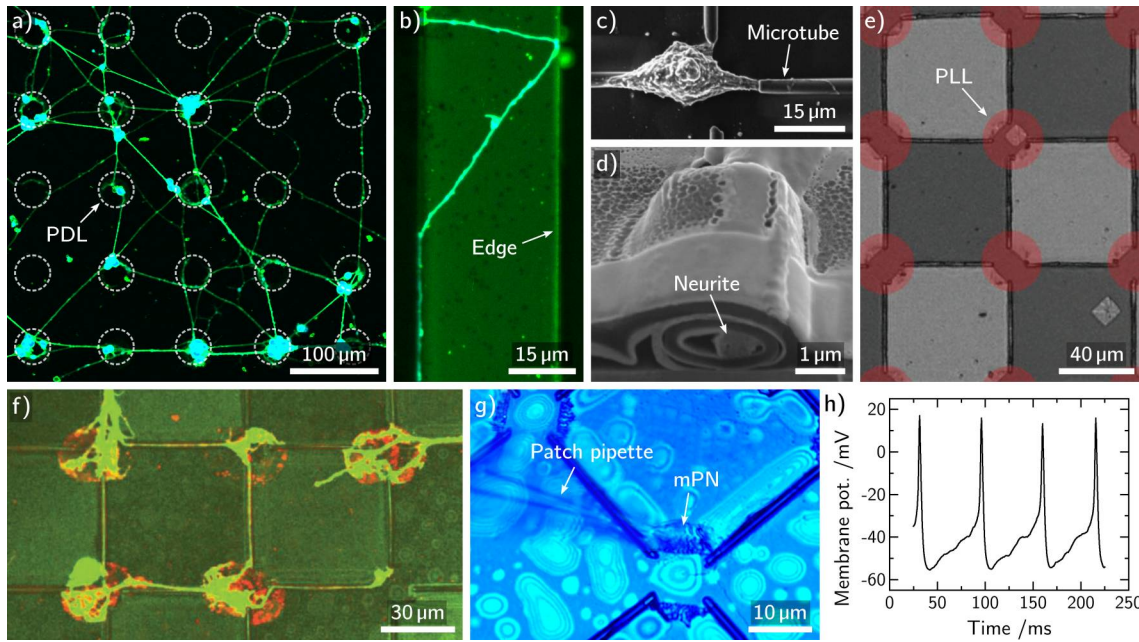 a)
PDL
100 µm
b)
Edge
15 µm
c)
Microtube
15 µm
d)
Neurite
1 µm
e)
PLL
40 µm
f)
30 µm
g)
Patch pipette
mPN
10 µm
h)
Membrane pot. /mV
20
0
-20
-40
-60
0 50 100 150 200 250
Time /ms